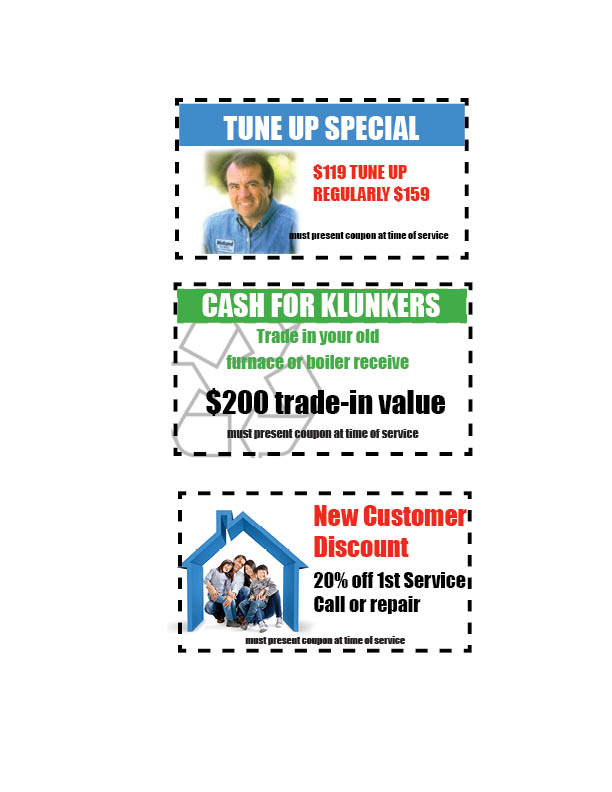 TUNE UP SPECIAL
$119 TUNE UP
REGULARLY $159
must present coupon at time of service
CASH FOR KLUNKERS
Trade in your old
furnace or boiler receive
$200 trade-in value
must present coupon at time of service
New Customer
Discount
20% off 1st Service
Call or repair
must present coupon at time of service